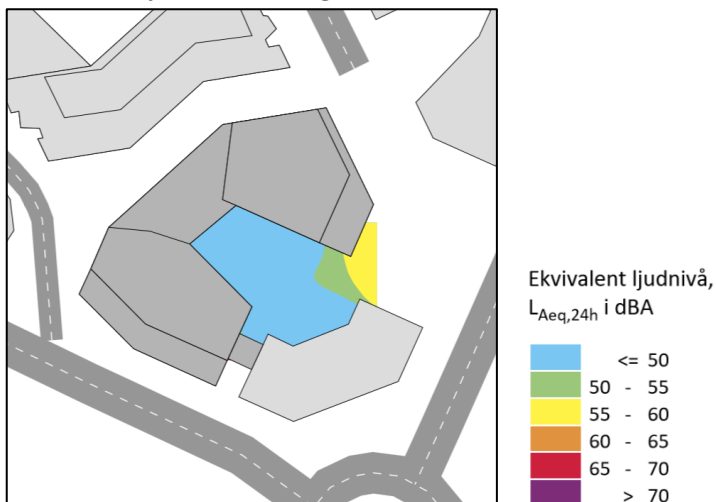 Ekvivalent ljudnivå,
LAeq,24h i dBA
<= 50
50 - 55
55 - 60
60 - 65
65 - 70
> 70